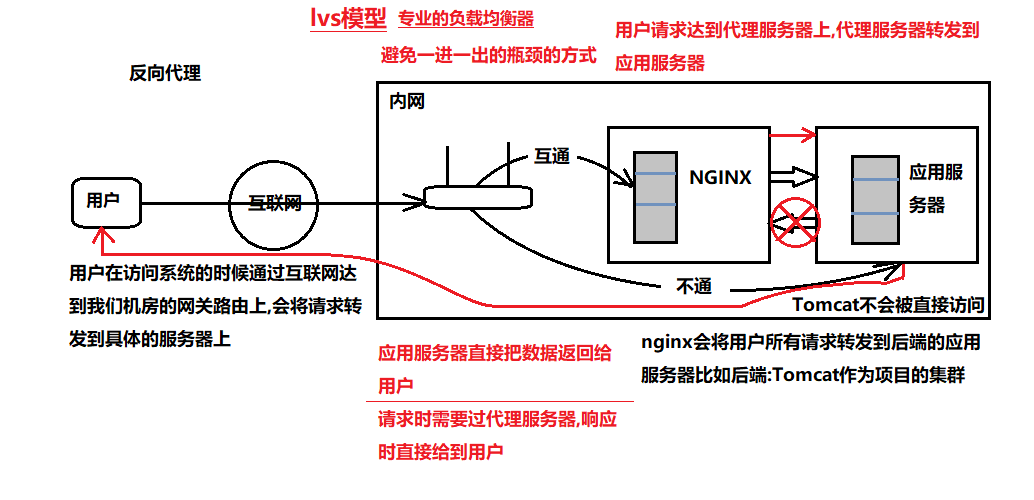 lvs模型 专业的负载均衡器
避免一进一出的瓶颈的方式
用户请求达到代理服务器上,代理服务器转发到
应用服务器
反向代理
内网
互通
NGINX
应用服
务器
用户
互联网
不通
Tomcat不会被直接访问
用户在访问系统的时候通过互联网达
到我们机房的网关路由上,会将请求转
发到具体的服务器上
nginx会将用户所有请求转发到后端的应用
服务器比如后端:Tomcat作为项目的集群
应用服务器直接把数据返回给
用户
请求时需要过代理服务器,响应
时直接给到用户